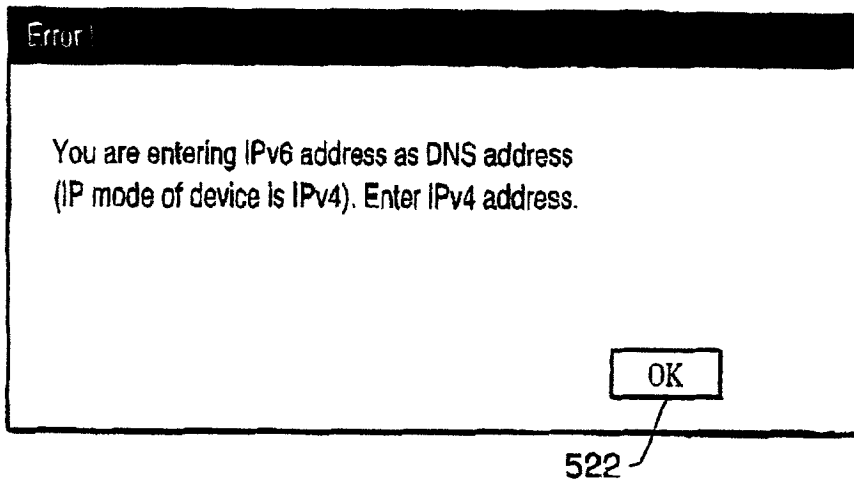 Error!
You are entering IPv6 address as DNS address
(IP mode of device is IPv4). Enter IPv4 address.
OK
522